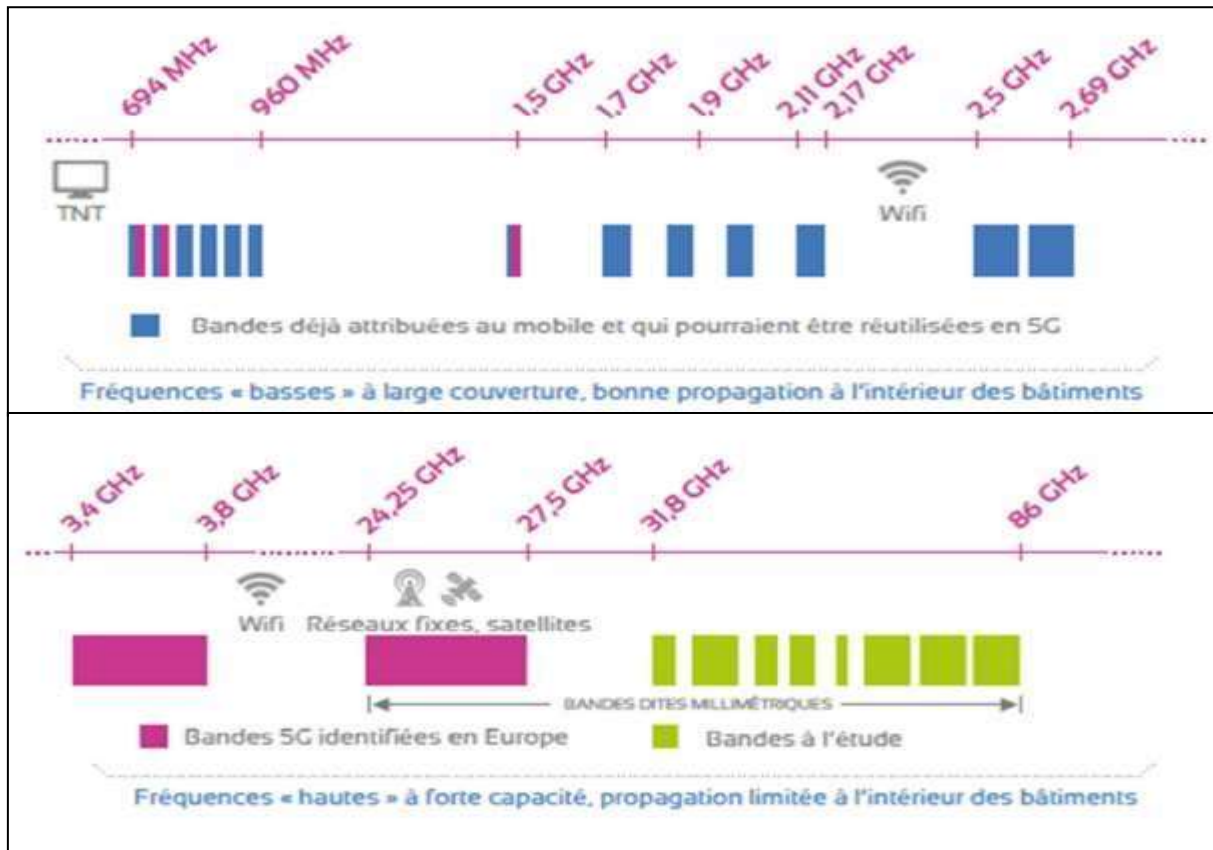 694 MHz
960 MHz
1,5 GHz
1,7 GHz
1,9 GHz
2,11 GHz
2,17 GHz
2,5 GHz
2,69 GHz
TNT
Wifi
Bandes déjà attribuées au mobile et qui pourraient être réutilisées en 5G
Fréquences « basses » à large couverture, bonne propagation à l'intérieur des bâtiments
3,4 GHz
3,8 GHz
24,25 GHz
27,5 GHz
31,8 GHz
86 GHz
Wifi
Réseaux fixes, satellites
BANDES DITES MILLIMÉTRIQUES
Bandes 5G identifiées en Europe
Bandes à l'étude
Fréquences « hautes » à forte capacité, propagation limitée à l'intérieur des bâtiments